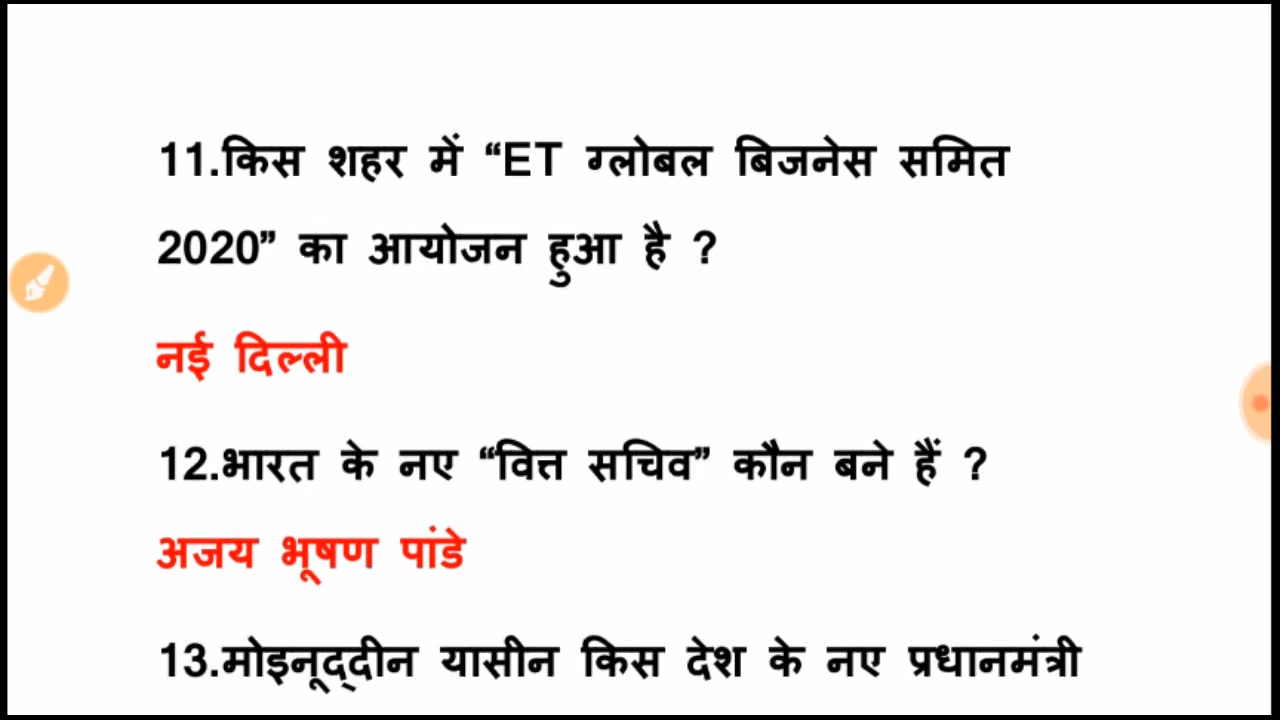 11.किस शहर में “ET ग्लोबल बिजनेस समित
2020” का आयोजन हुआ है ?
नई दिल्ली
12.भारत के नए “वित्त सचिव” कौन बने हैं ?
अजय भूषण पांडे
13.मोइनूद्दीन यासीन किस देश के नए प्रधानमंत्री